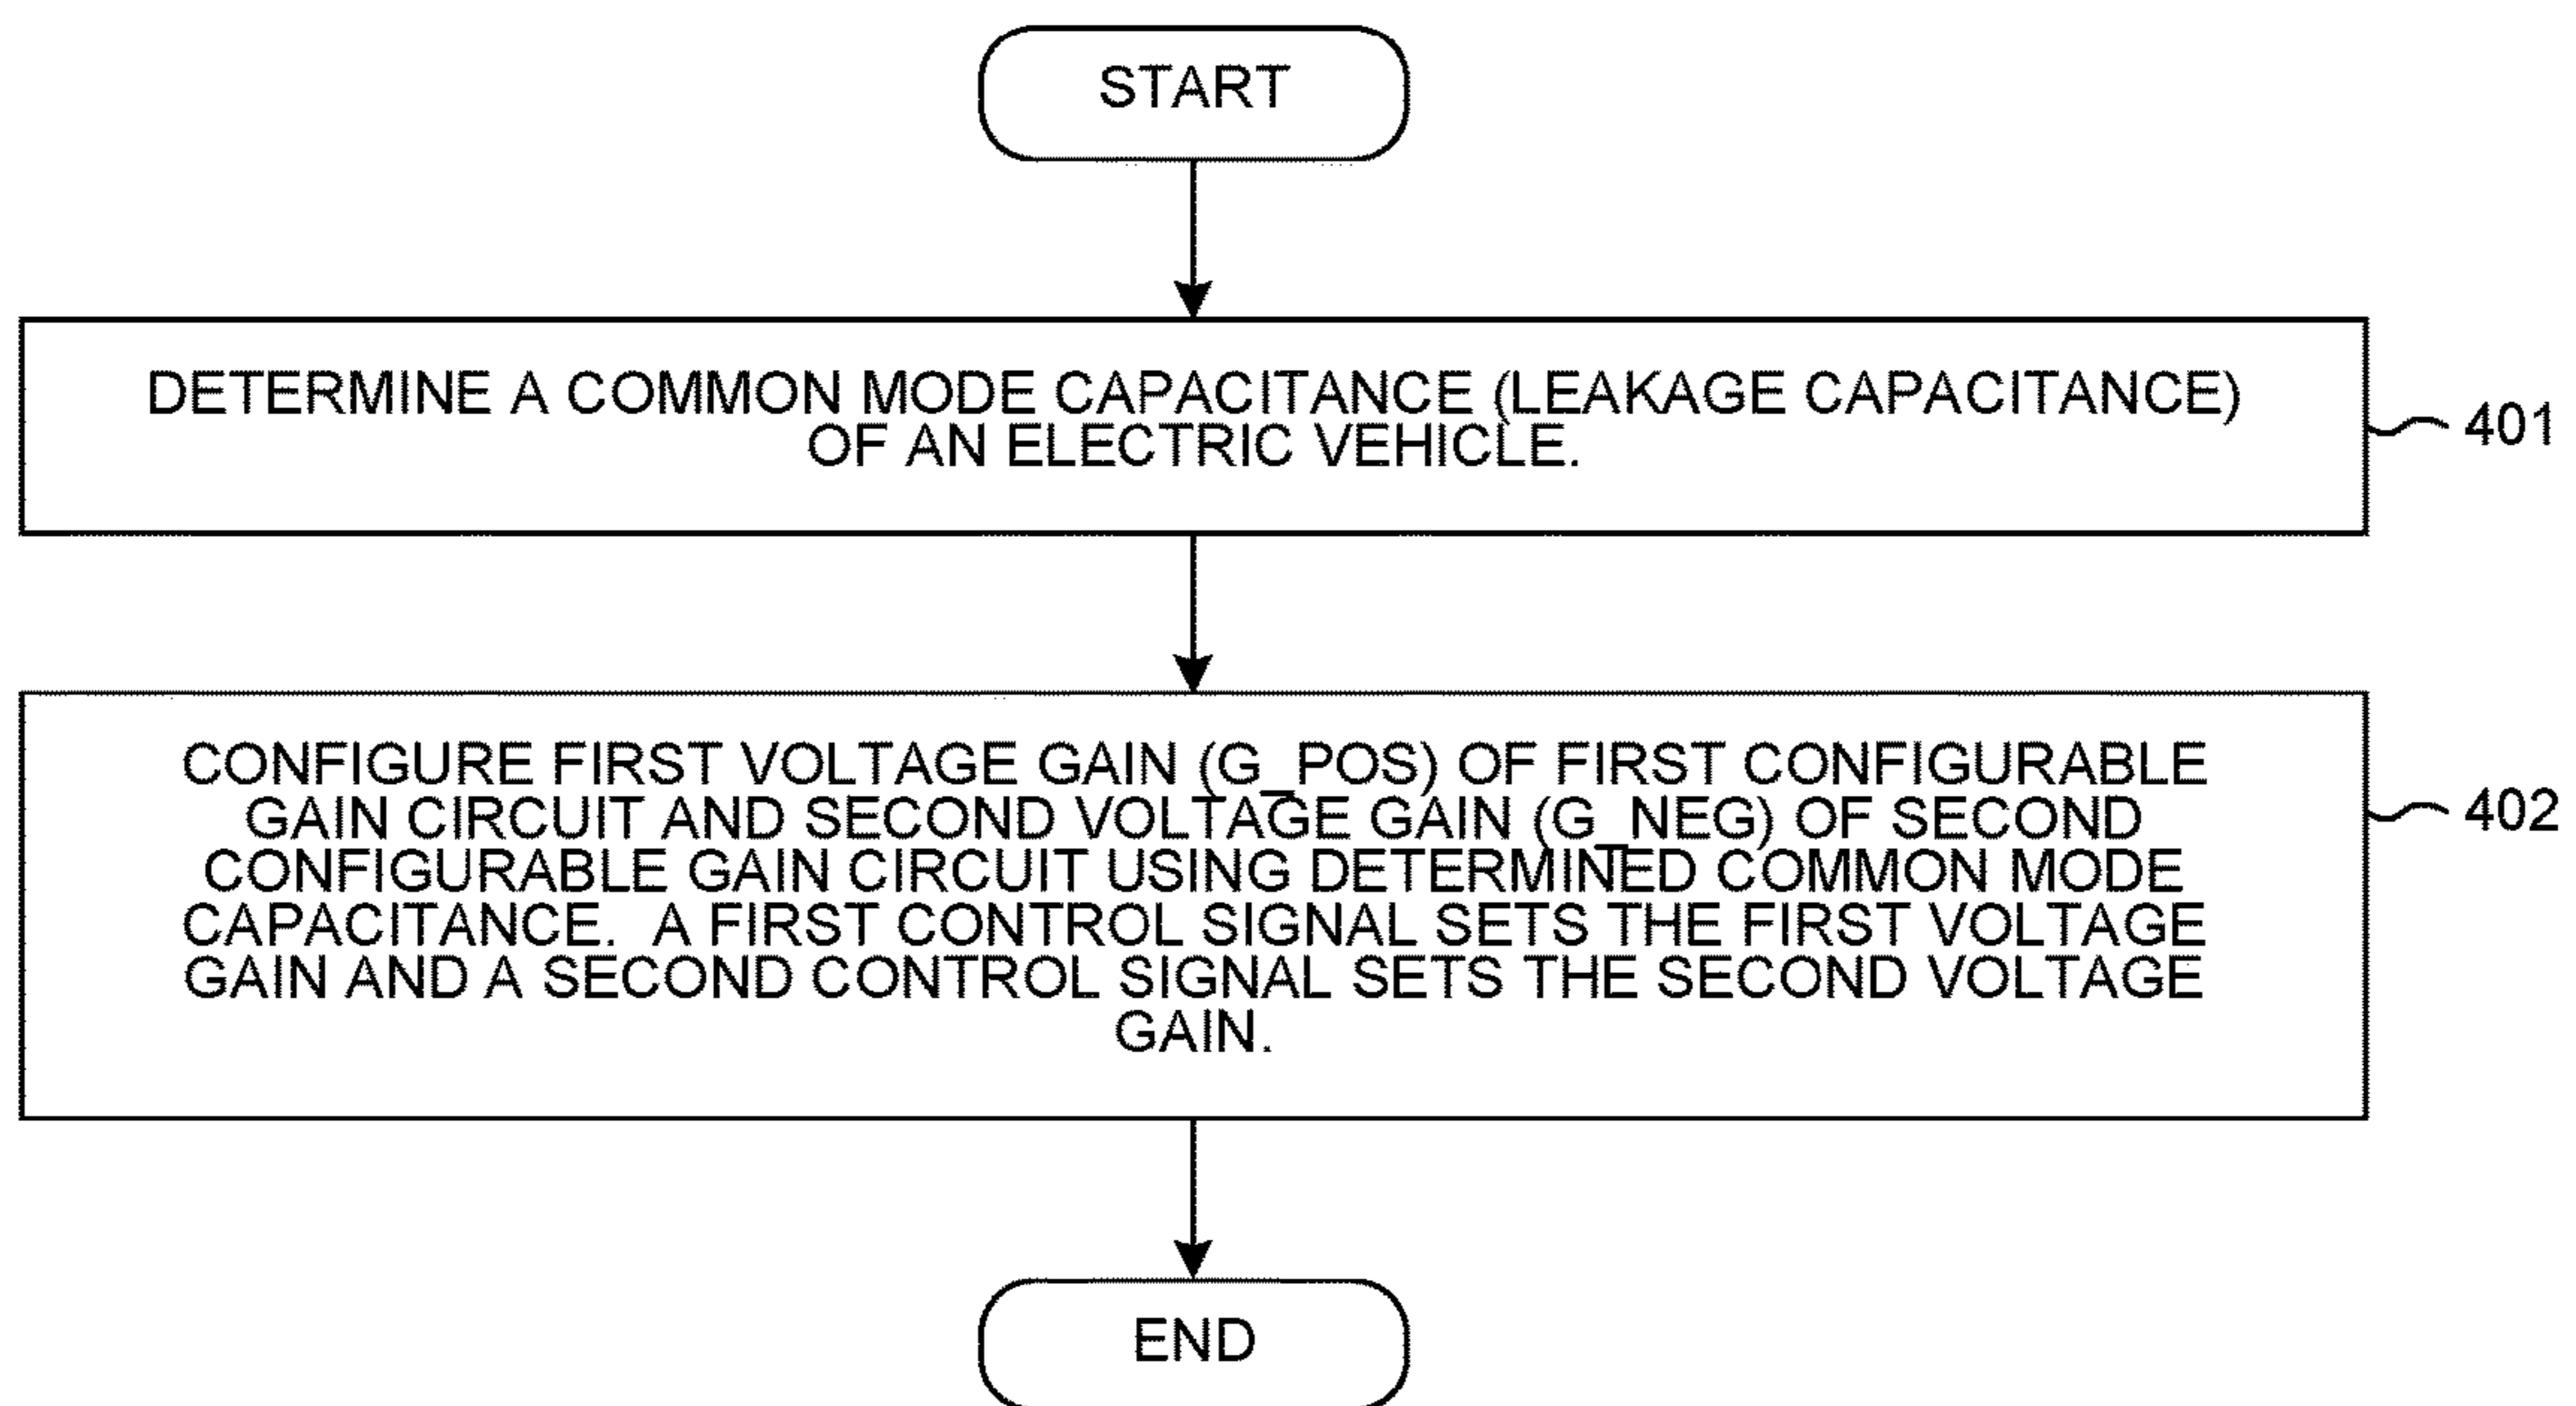 START
DETERMINE A COMMON MODE CAPACITANCE (LEAKAGE CAPACITANCE)
OF AN ELECTRIC VEHICLE.
401
CONFIGURE FIRST VOLTAGE GAIN (G_POS) OF FIRST CONFIGURABLE
GAIN CIRCUIT AND SECOND VOLTAGE GAIN (G_NEG) OF SECOND
CONFIGURABLE GAIN CIRCUIT USING DETERMINED COMMON MODE
CAPACITANCE.  A FIRST CONTROL SIGNAL SETS THE FIRST VOLTAGE
GAIN AND A SECOND CONTROL SIGNAL SETS THE SECOND VOLTAGE
GAIN.
402
END